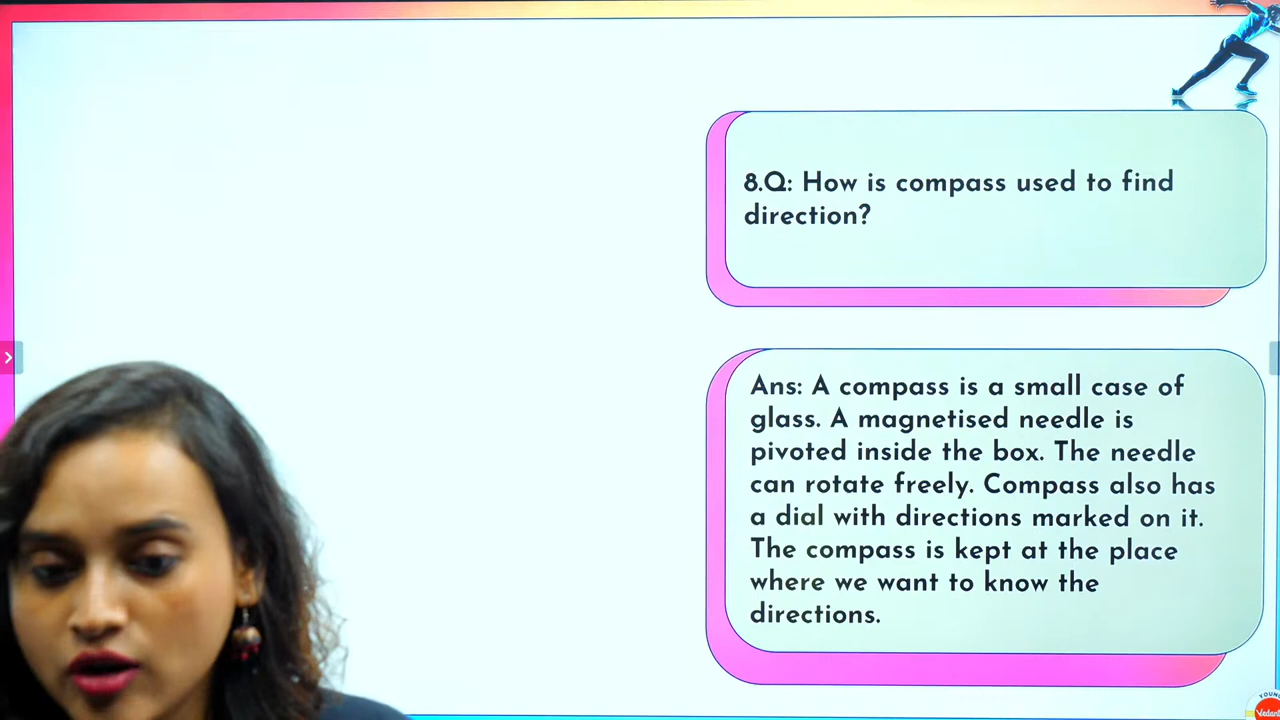 8.Q: How is compass used to find
direction?
Ans: A compass is a small case of
glass. A magnetised needle is
pivoted inside the box. The needle
can rotate freely. Compass also has
a dial with directions marked on it.
The compass is kept at the place
where we want to know the
directions.